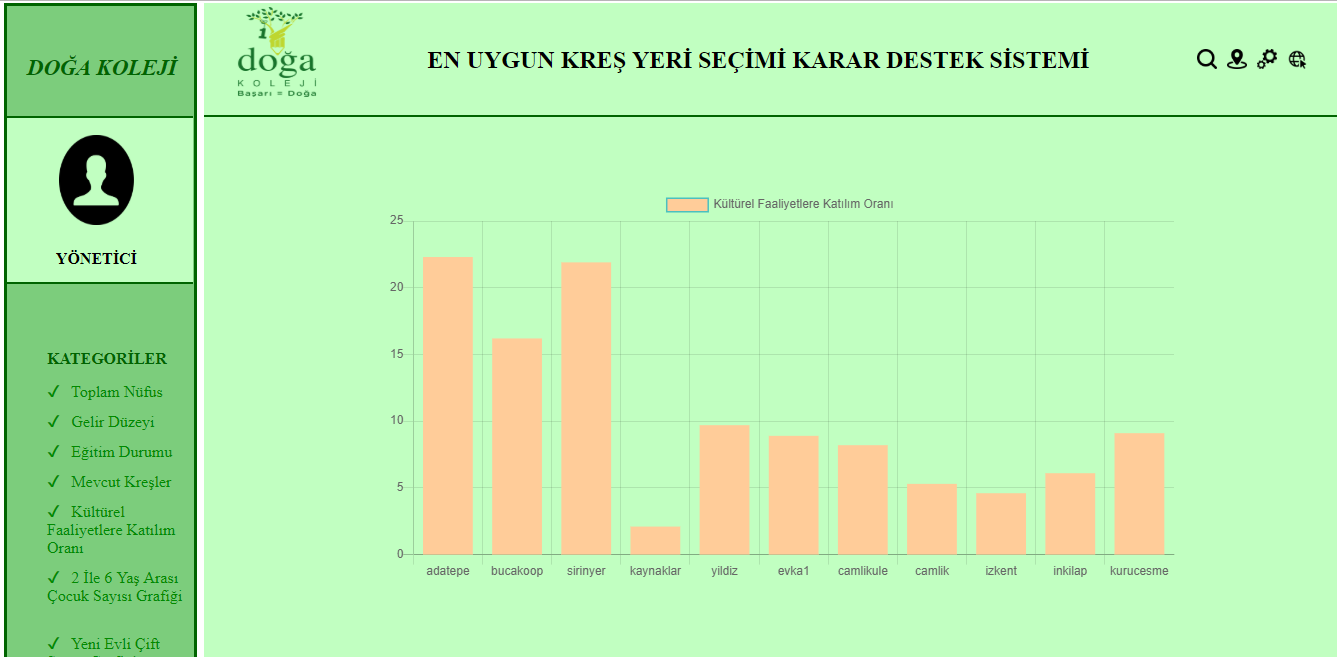 DOĞA KOLEJİ
YÖNETİCİ
KATEGORİLER
Toplam Nüfus
Gelir Düzeyi
Eğitim Durumu
Mevcut Kreşler
Kültürel
Faaliyetlere Katılım
Oranı
2 İle 6 Yaş Arası
Çocuk Sayısı Grafiği
Yeni Evli Çift
1
doğa
KOLEJİ
Başarı = Doğa
EN UYGUN KREŞ YERİ SEÇİMİ KARAR DESTEK SİSTEMİ
Kültürel Faaliyetlere Katılım Oranı
25
20
15
10
5
0
adatepe bucakoop sirinyer kaynaklar yildiz evka1 camlikule camlik izkent inkilap kurucesme